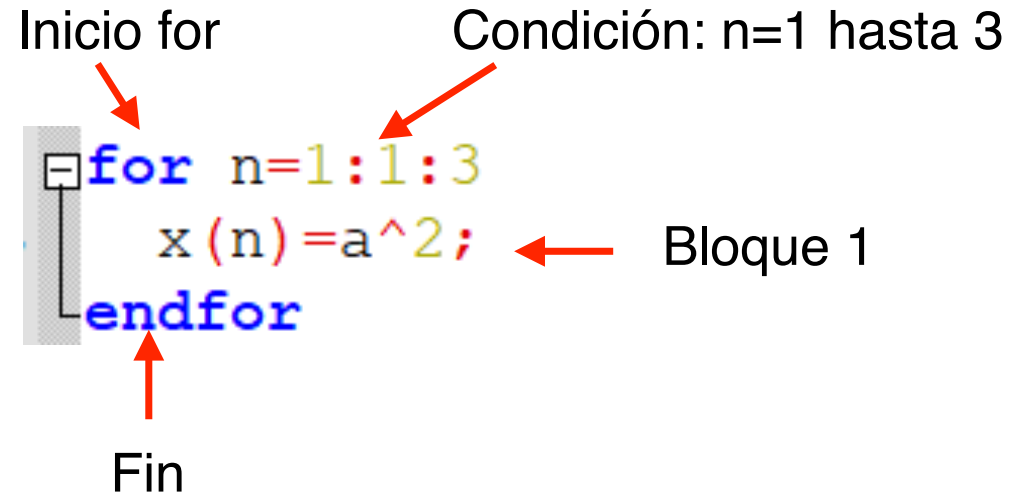 Inicio for
Condición: n=1 hasta 3
for n=1:1:3
x(n)=a^2;
Bloque 1
endfor
Fin